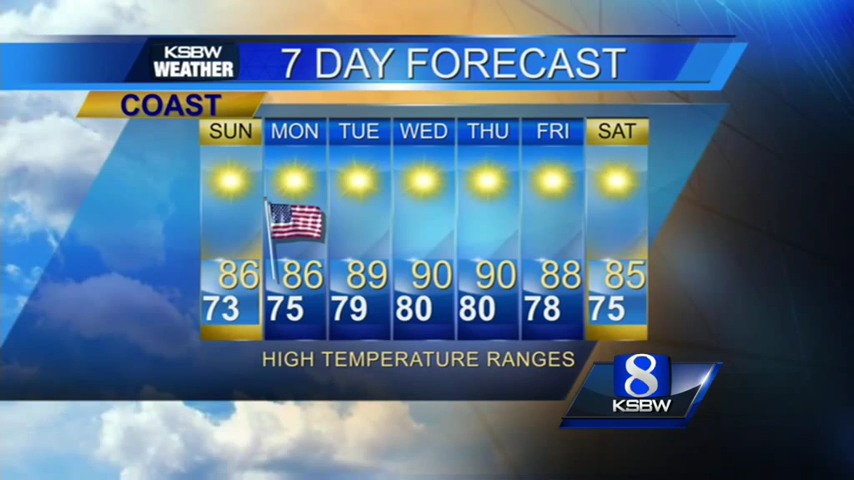 KSBW
WEATHER
7 DAY FORECAST
COAST
SUN MON TUE WED THU FRI SAT
86 86 89 90 90 88 85
73 75 79 80 80 78 75
HIGH TEMPERATURE RANGES
8
KSBW